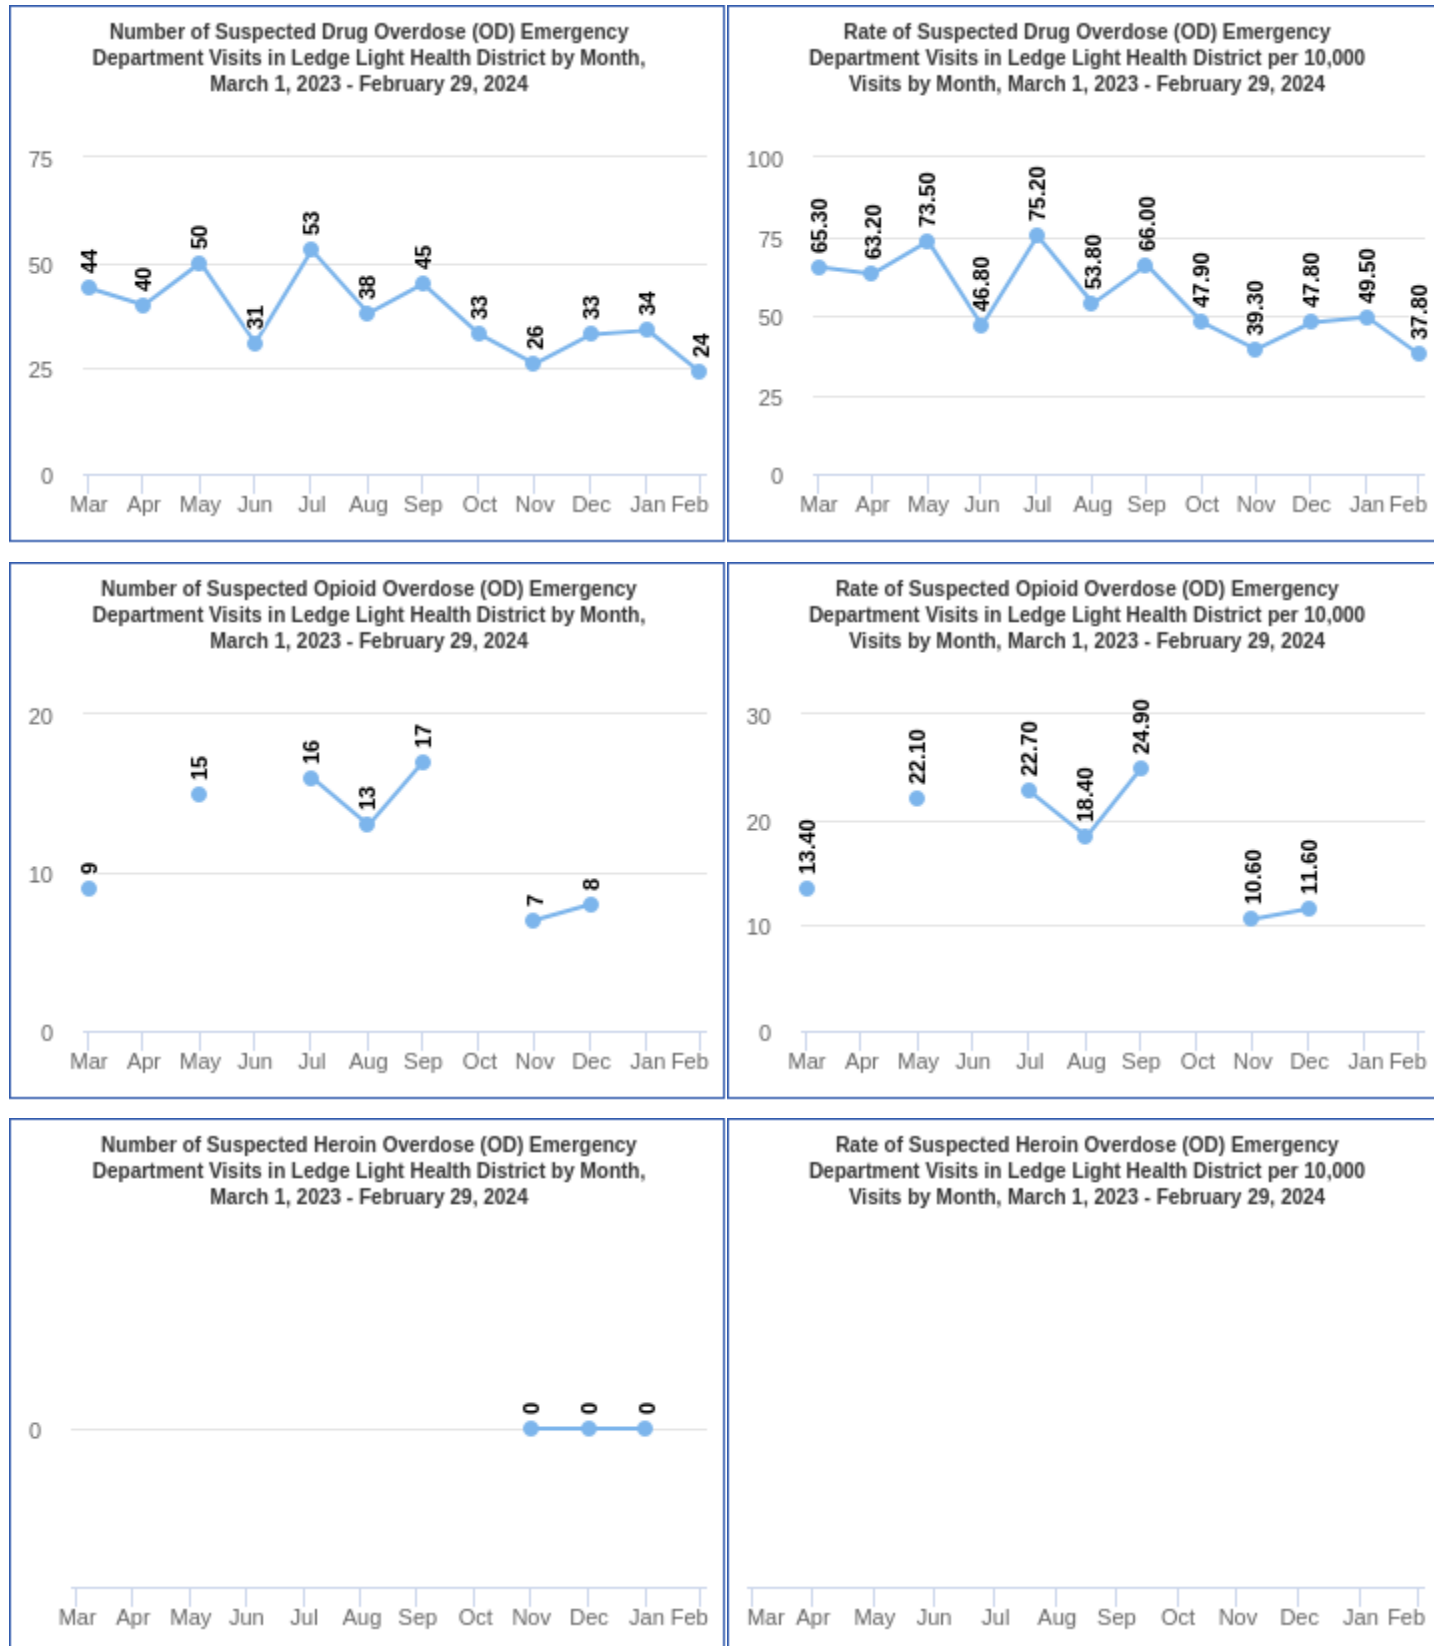 Number of Suspected Drug Overdose (OD) Emergency
Department Visits in Ledge Light Health District by Month,
March 1, 2023 - February 29, 2024
75
50
25
0
44
40
50
31
53
38
45
33
26
33
34
24
Mar Apr May Jun Jul Aug Sep Oct Nov Dec Jan Feb
Rate of Suspected Drug Overdose (OD) Emergency
Department Visits in Ledge Light Health District per 10,000
Visits by Month, March 1, 2023 - February 29, 2024
100
75
50
25
0
65.30
63.20
73.50
46.80
75.20
53.80
66.00
47.90
39.30
47.80
49.50
37.80
Mar Apr May Jun Jul Aug Sep Oct Nov Dec Jan Feb
Number of Suspected Opioid Overdose (OD) Emergency
Department Visits in Ledge Light Health District by Month,
March 1, 2023 - February 29, 2024
20
10
0
9
15
16
13
17
7
8
Mar Apr May Jun Jul Aug Sep Oct Nov Dec Jan Feb
Rate of Suspected Opioid Overdose (OD) Emergency
Department Visits in Ledge Light Health District per 10,000
Visits by Month, March 1, 2023 - February 29, 2024
30
20
10
0
13.40
22.10
22.70
18.40
24.90
10.60
11.60
Mar Apr May Jun Jul Aug Sep Oct Nov Dec Jan Feb
Number of Suspected Heroin Overdose (OD) Emergency
Department Visits in Ledge Light Health District by Month,
March 1, 2023 - February 29, 2024
0
0
0
0
Mar Apr May Jun Jul Aug Sep Oct Nov Dec Jan Feb
Rate of Suspected Heroin Overdose (OD) Emergency
Department Visits in Ledge Light Health District per 10,000
Visits by Month, March 1, 2023 - February 29, 2024
Mar Apr May Jun Jul Aug Sep Oct Nov Dec Jan Feb